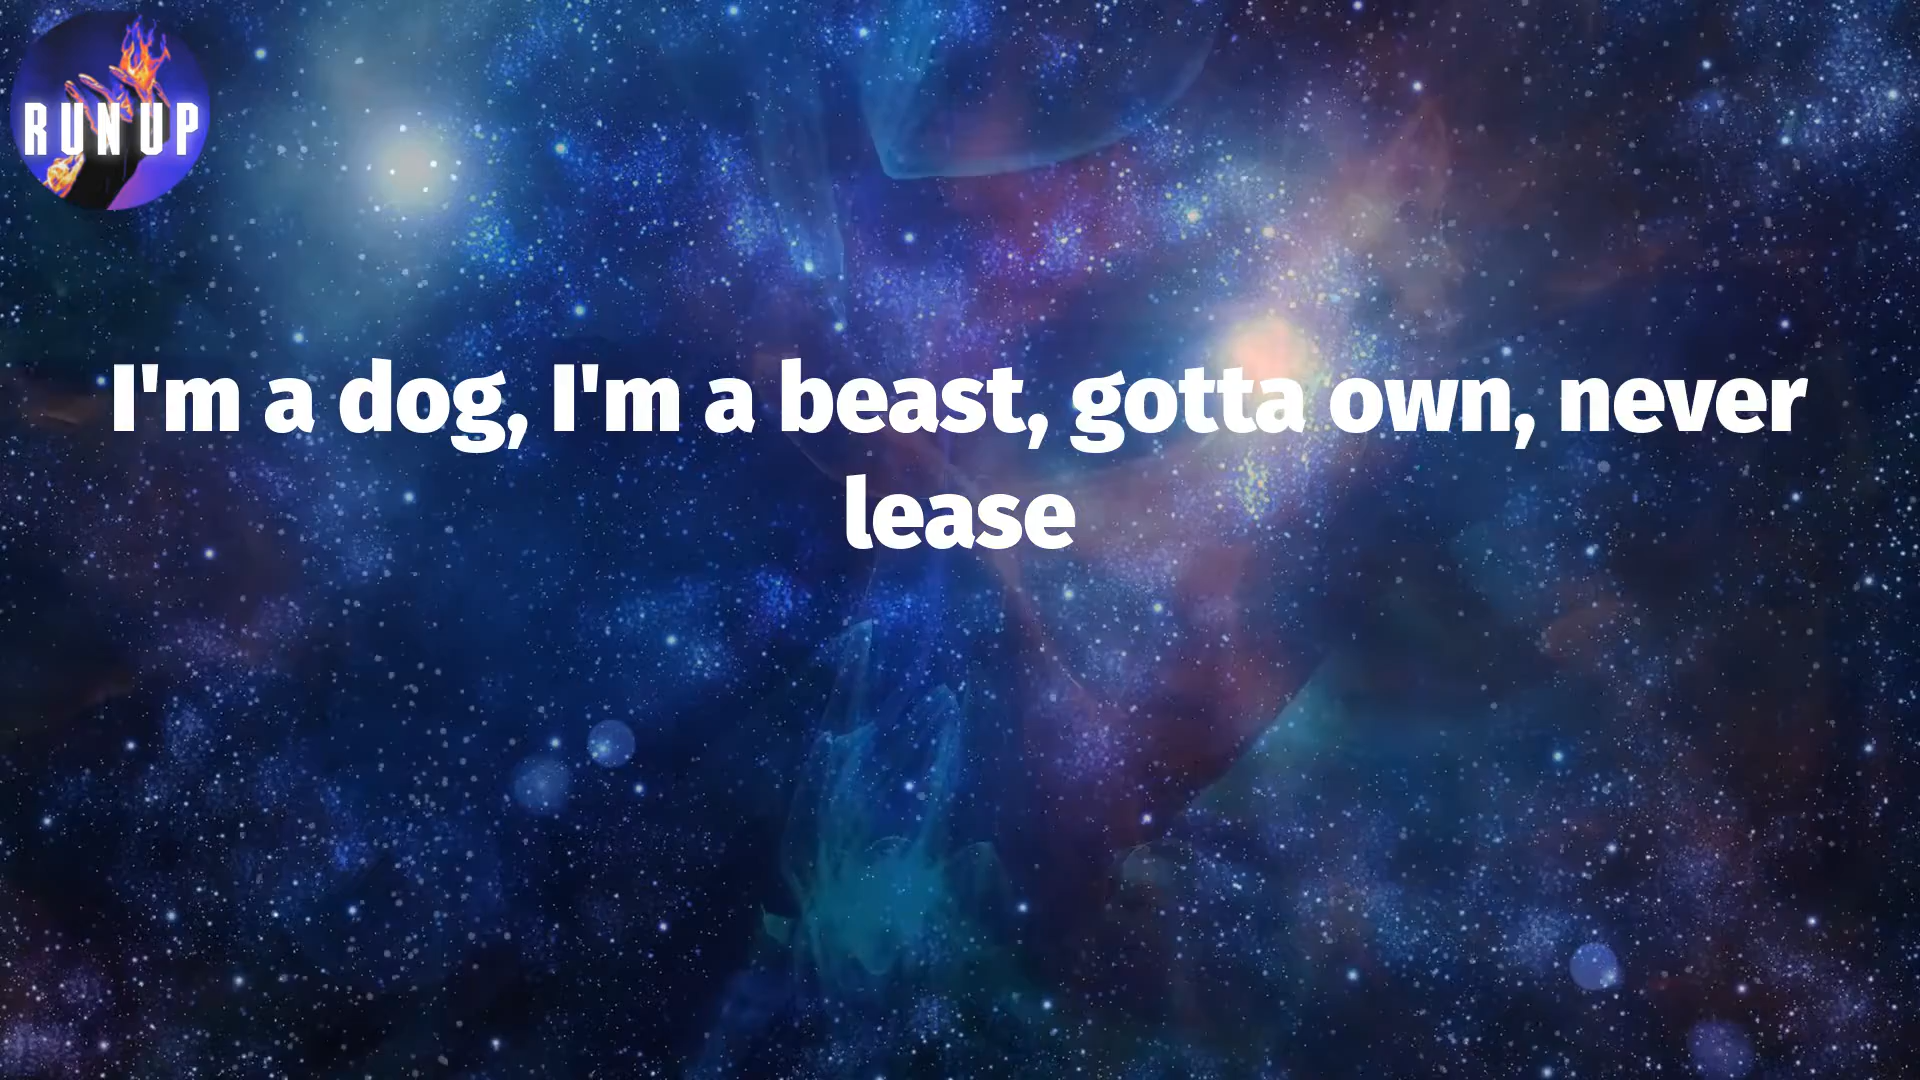 RUN UP
I'm a dog, I'm a beast, gotta own, never
lease